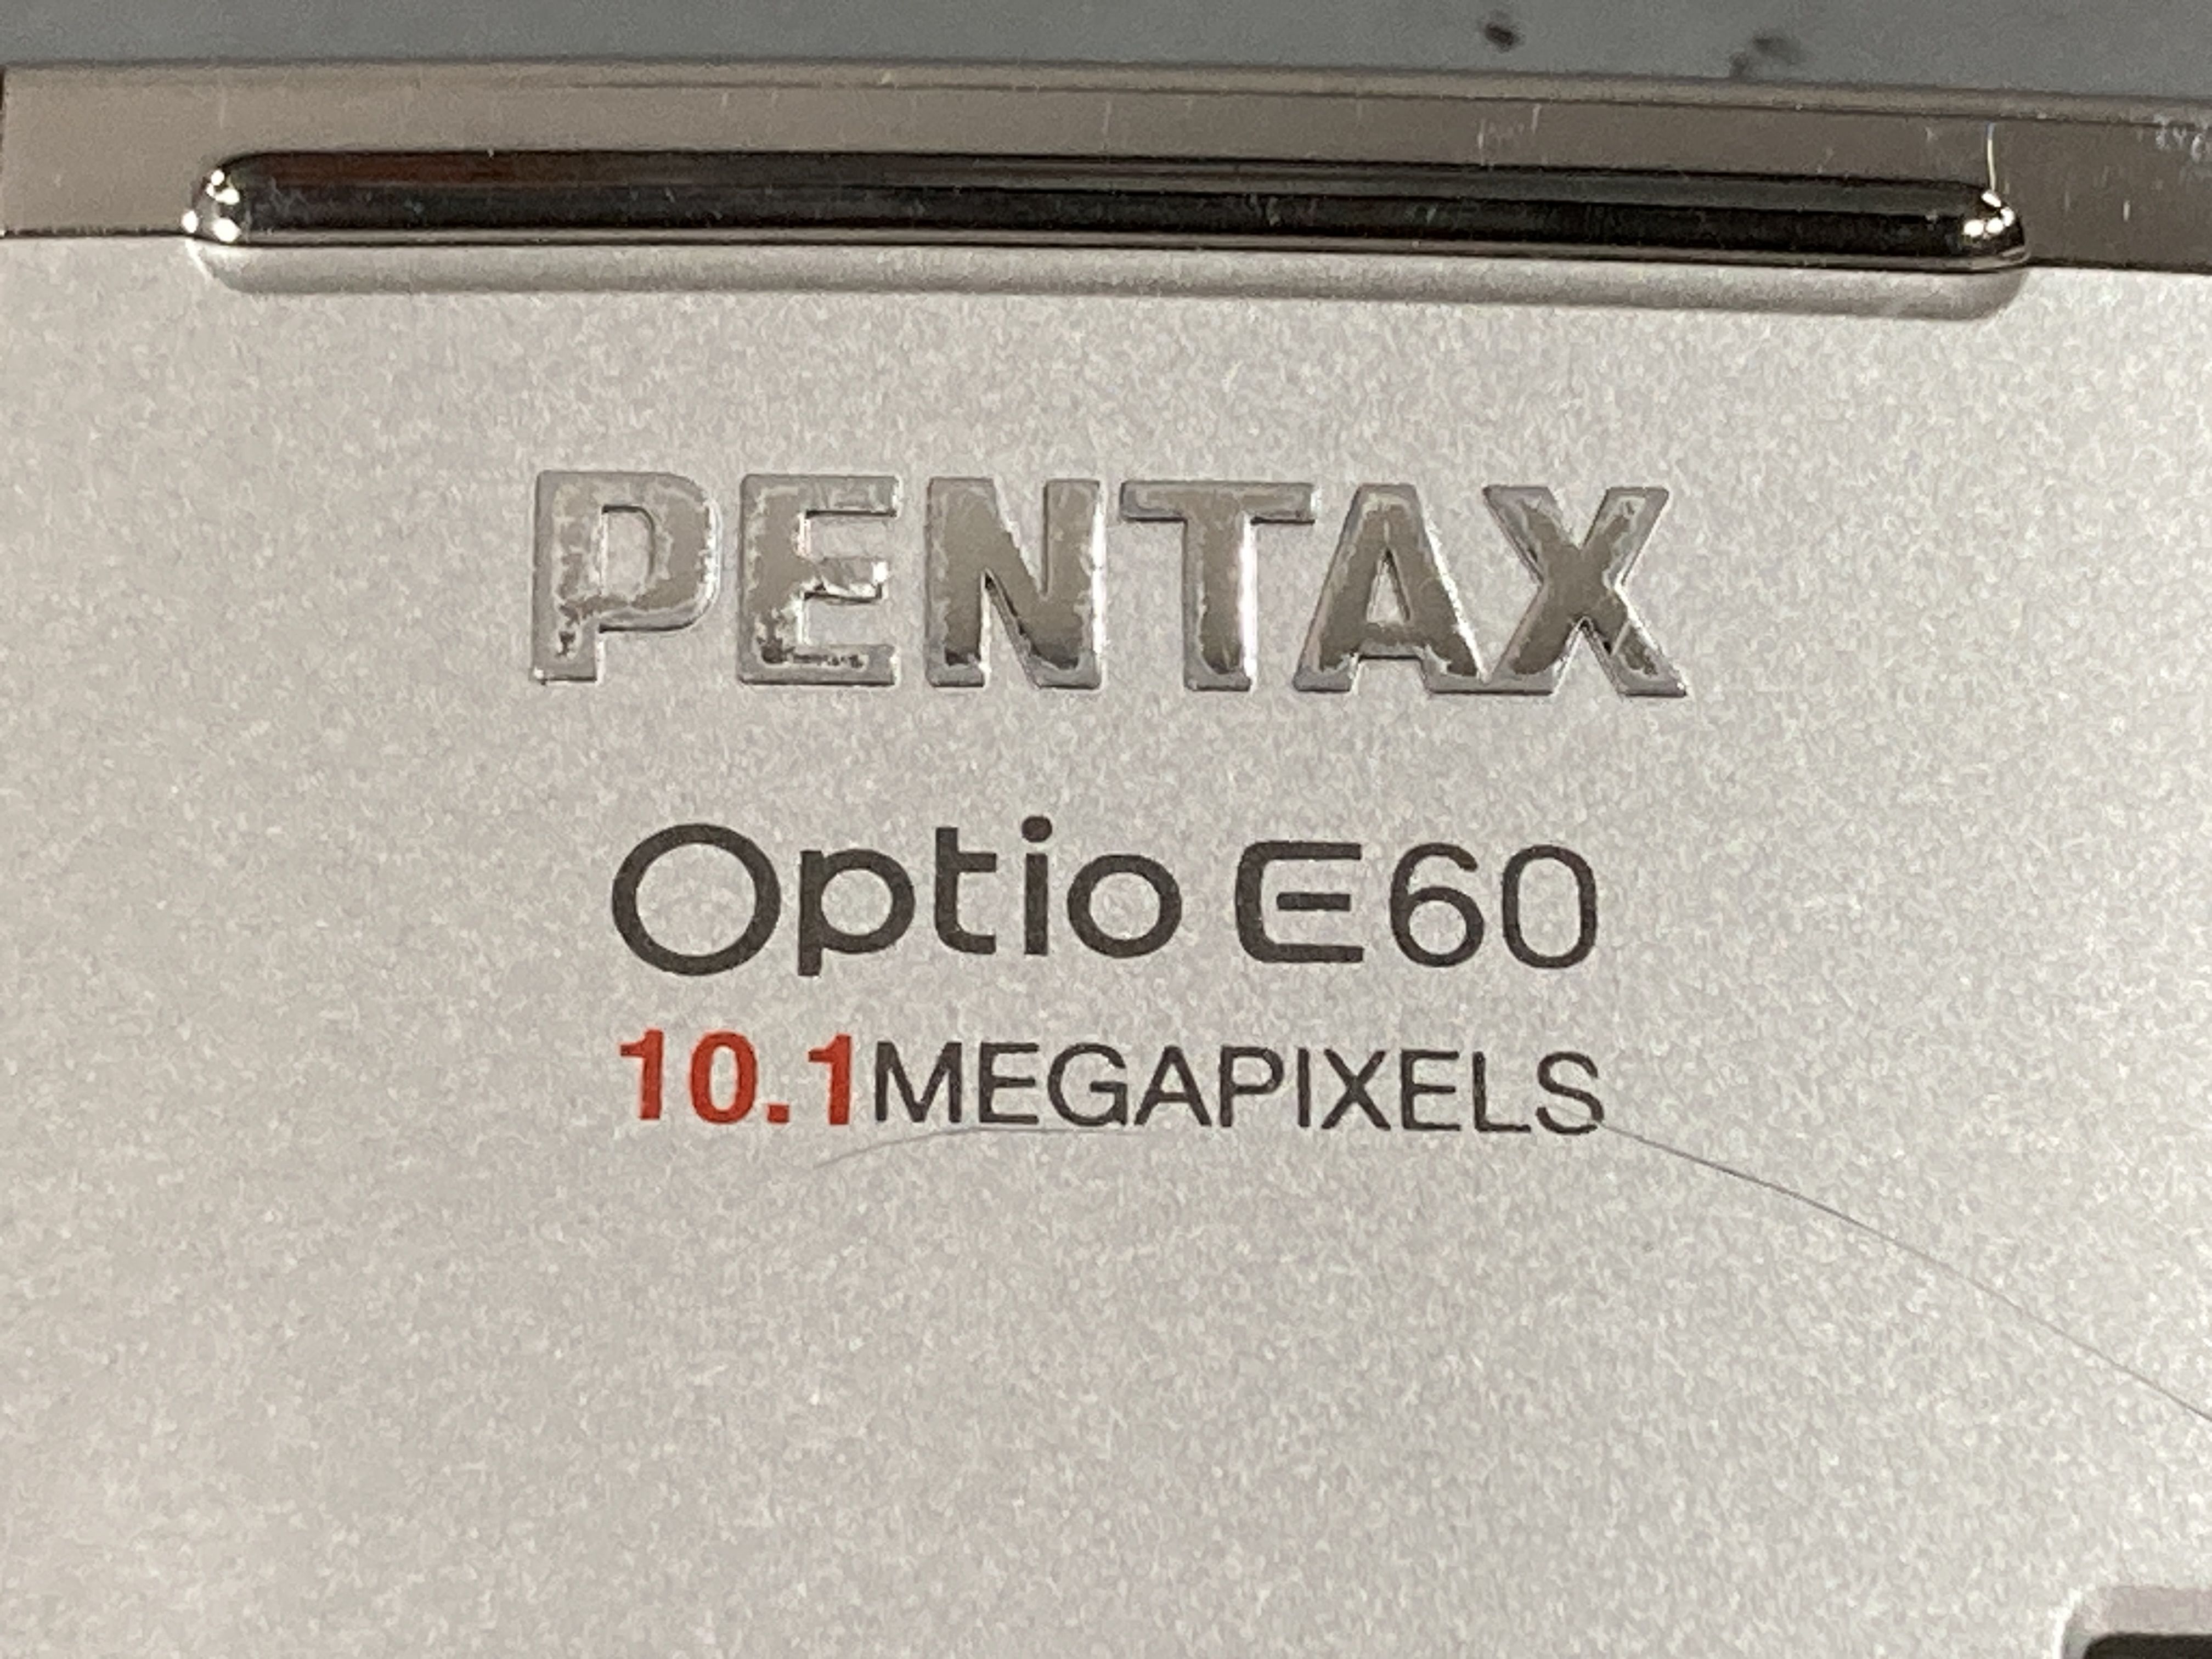 PENTAX
Optio E60
10.1MEGAPIXELS